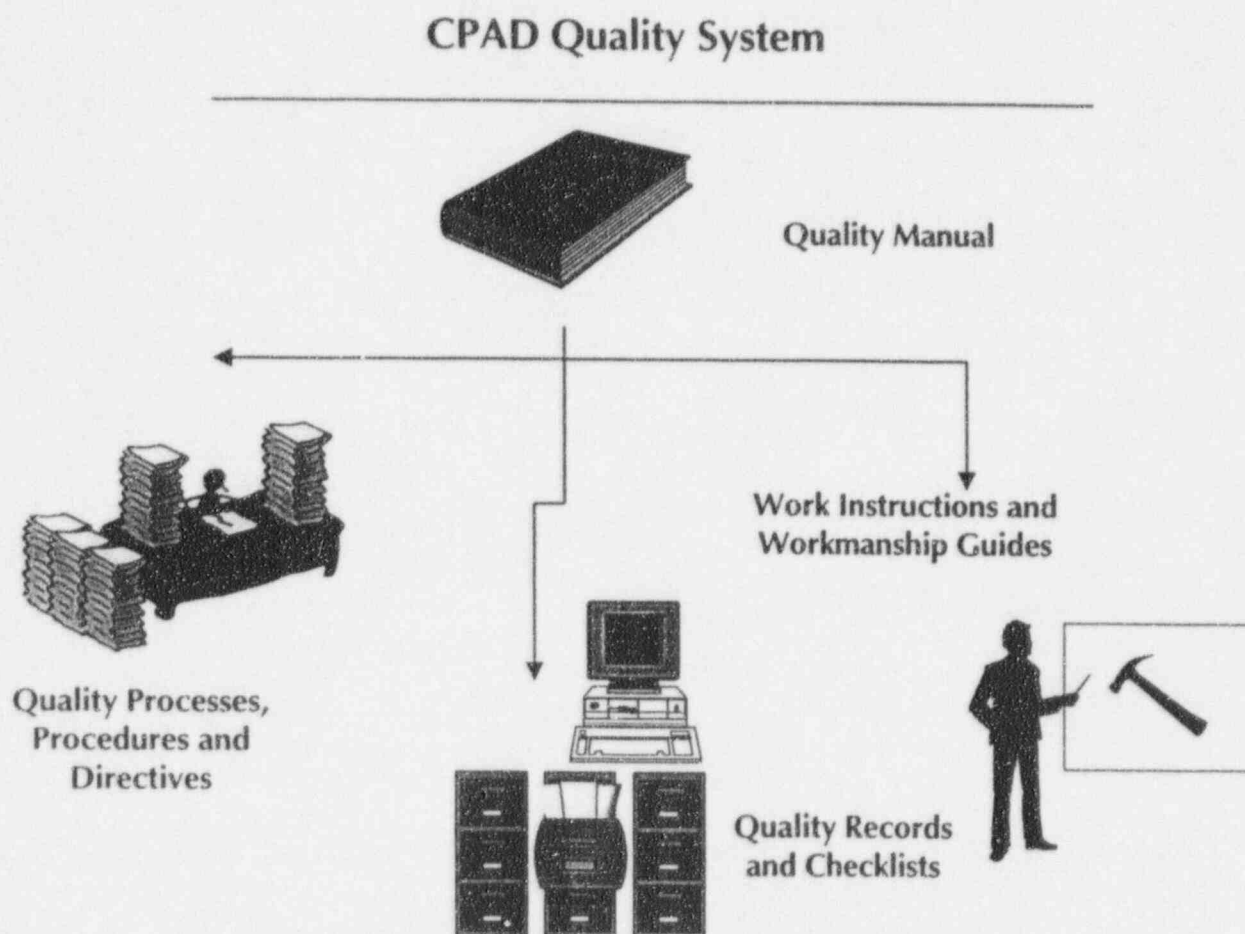 CPAD Quality System
Quality Manual
Work Instructions and
Workmanship Guides
Quality Processes,
Procedures and
Directives
Quality Records
and Checklists